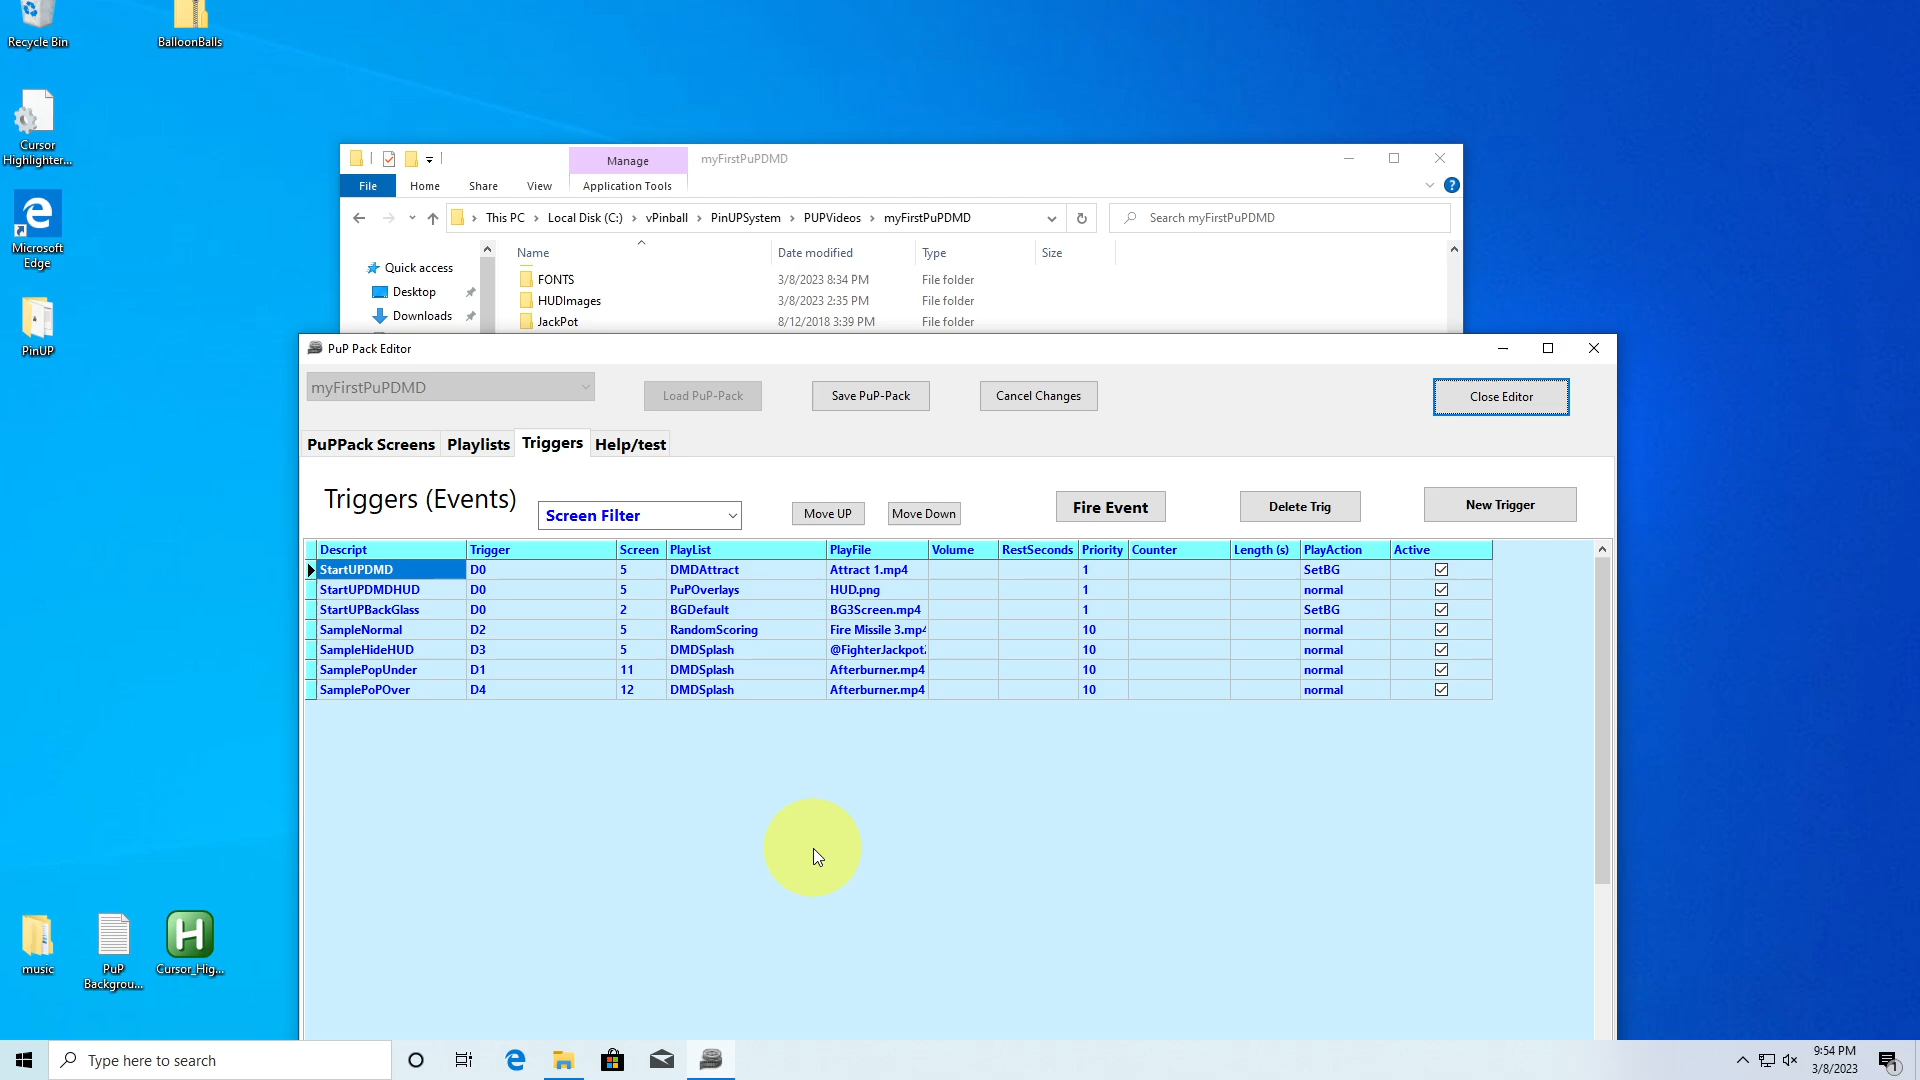 Recycle Bin
BalloonBalls
Cursor
Highlighter...
Microsoft
Edge
PinUP
music
PuP
Backgrou...
Cursor_Hig...
Manage
myFirstPuPDMD
File
Home
Share
View
Application Tools
This PC > Local Disk (C:) > vPinball > PinUPSystem > PUPVideos > myFirstPuPDMD
Search myFirstPuPDMD
Name
Date modified
Type
Size
Quick access
Desktop
Downloads
FONTS 3/8/2023 8:34 PM File folder
HUDImages 3/8/2023 2:35 PM File folder
JackPot 8/12/2018 3:39 PM File folder
PuP Pack Editor
myFirstPuPDMD
Load PuP-Pack
Save PuP-Pack
Cancel Changes
Close Editor
PuPPack Screens
Playlists
Triggers
Help/test
Triggers (Events)
Screen Filter
Move UP
Move Down
Fire Event
Delete Trig
New Trigger
Descript Trigger Screen PlayList PlayFile Volume RestSeconds Priority Counter Length (s) PlayAction Active
StartUPDMD D0 5 DMDAttract Attract 1.mp4 1 SetBG
StartUPDMDHUD D0 5 PuPOverlays HUD.png 1 normal
StartUPBackGlass D0 2 BGDefault BG3Screen.mp4 1 SetBG
SampleNormal D2 5 RandomScoring Fire Missile 3.mp4 10 normal
SampleHideHUD D3 5 DMDSplash @FighterJackpot 10 normal
SamplePopUnder D1 11 DMDSplash Afterburner.mp4 10 normal
SamplePoPOver D4 12 DMDSplash Afterburner.mp4 10 normal
Type here to search
9:54 PM
3/8/2023
1